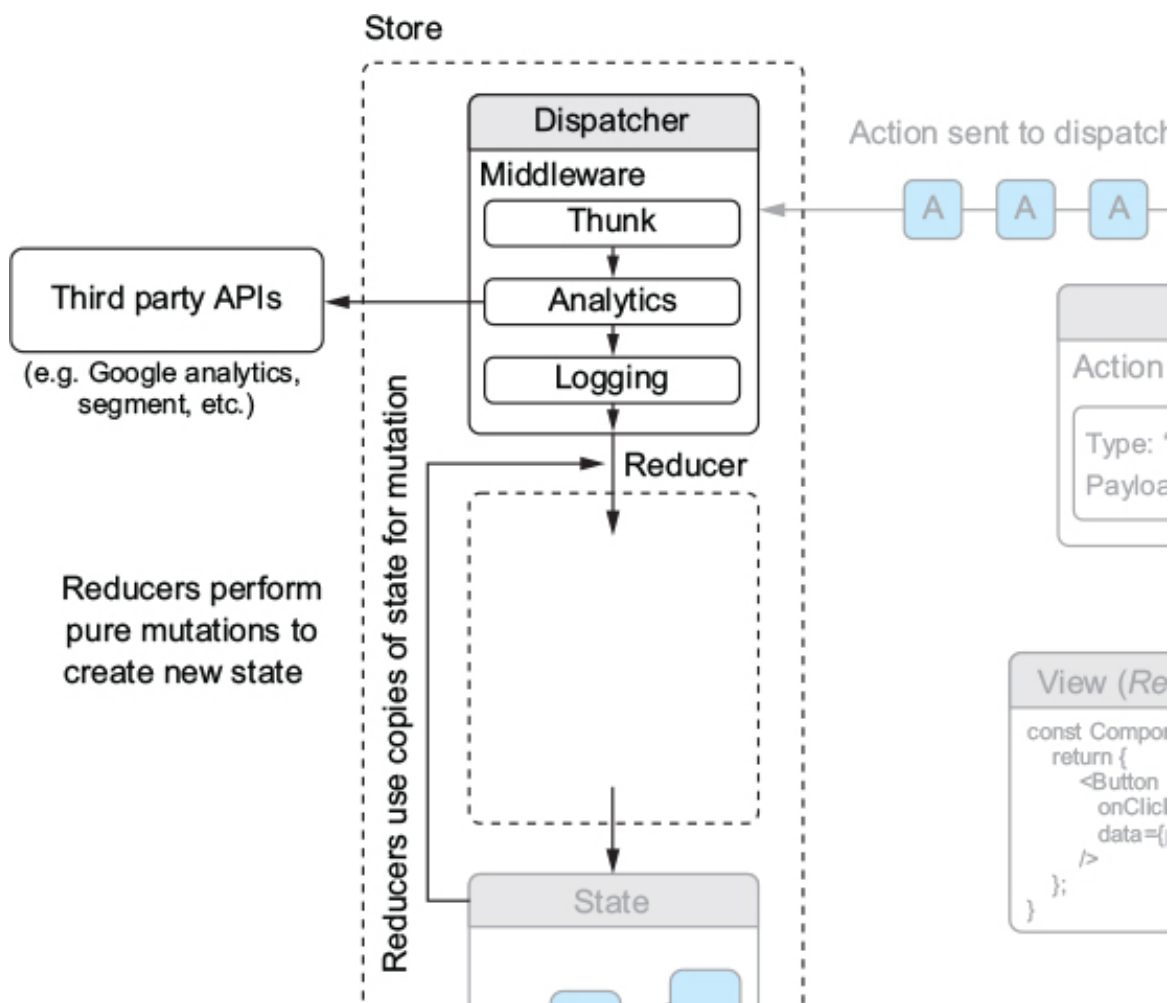 Store
Dispatcher
Middleware
Thunk
Analytics
Logging
Action sent to
A
A
A
Third party APIs
(e.g. Google analytics,
segment, etc.)
Reducer
Reducers use copies of state for mutation
Reducers perform
pure mutations to
create new state
State
Action
Type:
View
const
return {
<Button
data={
/>
};
}